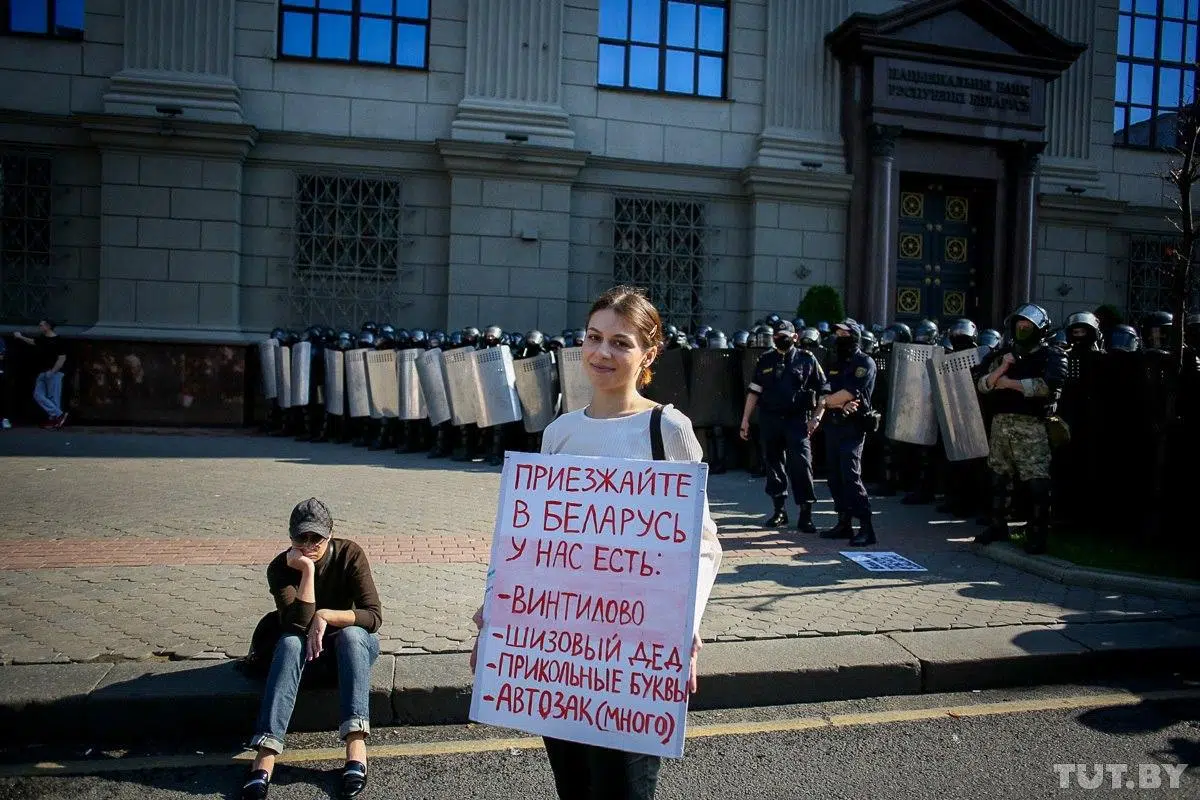 НАЦЫЯНАЛЬНЫ БАНК
РЭСПУБЛІКІ БЕЛАРУСЬ
ПРИЕЗЖАЙТЕ
В БЕЛАРУСЬ
У НАС ЕСТЬ:
-ВИНТИЛОВО
-ШИЗОВЫЙ ДЕД
-ПРИКОЛЬНЫЕ БУКВЫ
-АВТОЗАК(МНОГО)
TUT.BY